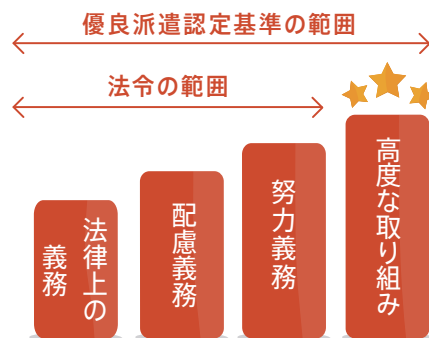 優良派遣認定基準の範囲
法令の範囲
法律上の
義務
配慮義務
努力義務
高度な取り組み